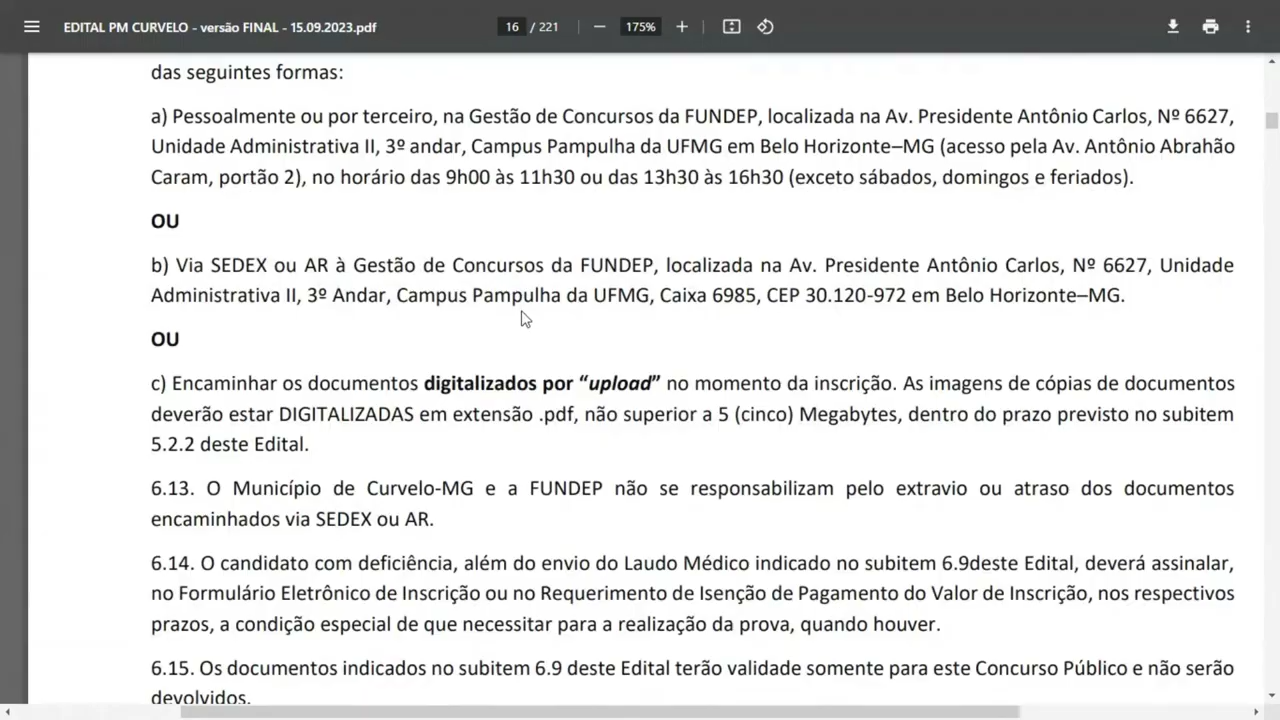 EDITAL PM CURVELO - versão FINAL - 15.09.2023.pdf 16 / 221 175%
das seguintes formas:
a) Pessoalmente ou por terceiro, na Gestão de Concursos da FUNDEP, localizada na Av. Presidente Antônio Carlos, Nº 6627,
Unidade Administrativa II, 3º andar, Campus Pampulha da UFMG em Belo Horizonte–MG (acesso pela Av. Antônio Abrahão
Caram, portão 2), no horário das 9h00 às 11h30 ou das 13h30 às 16h30 (exceto sábados, domingos e feriados).
OU
b) Via SEDEX ou AR à Gestão de Concursos da FUNDEP, localizada na Av. Presidente Antônio Carlos, Nº 6627, Unidade
Administrativa II, 3º Andar, Campus Pampulha da UFMG, Caixa 6985, CEP 30.120-972 em Belo Horizonte–MG.
OU
c) Encaminhar os documentos digitalizados por “upload” no momento da inscrição. As imagens de cópias de documentos
deverão estar DIGITALIZADAS em extensão .pdf, não superior a 5 (cinco) Megabytes, dentro do prazo previsto no subitem
5.2.2 deste Edital.
6.13. O Município de Curvelo-MG e a FUNDEP não se responsabilizam pelo extravio ou atraso dos documentos
encaminhados via SEDEX ou AR.
6.14. O candidato com deficiência, além do envio do Laudo Médico indicado no subitem 6.9deste Edital, deverá assinalar,
no Formulário Eletrônico de Inscrição ou no Requerimento de Isenção de Pagamento do Valor de Inscrição, nos respectivos
prazos, a condição especial de que necessitar para a realização da prova, quando houver.
6.15. Os documentos indicados no subitem 6.9 deste Edital terão validade somente para este Concurso Público e não serão
devolvidos.